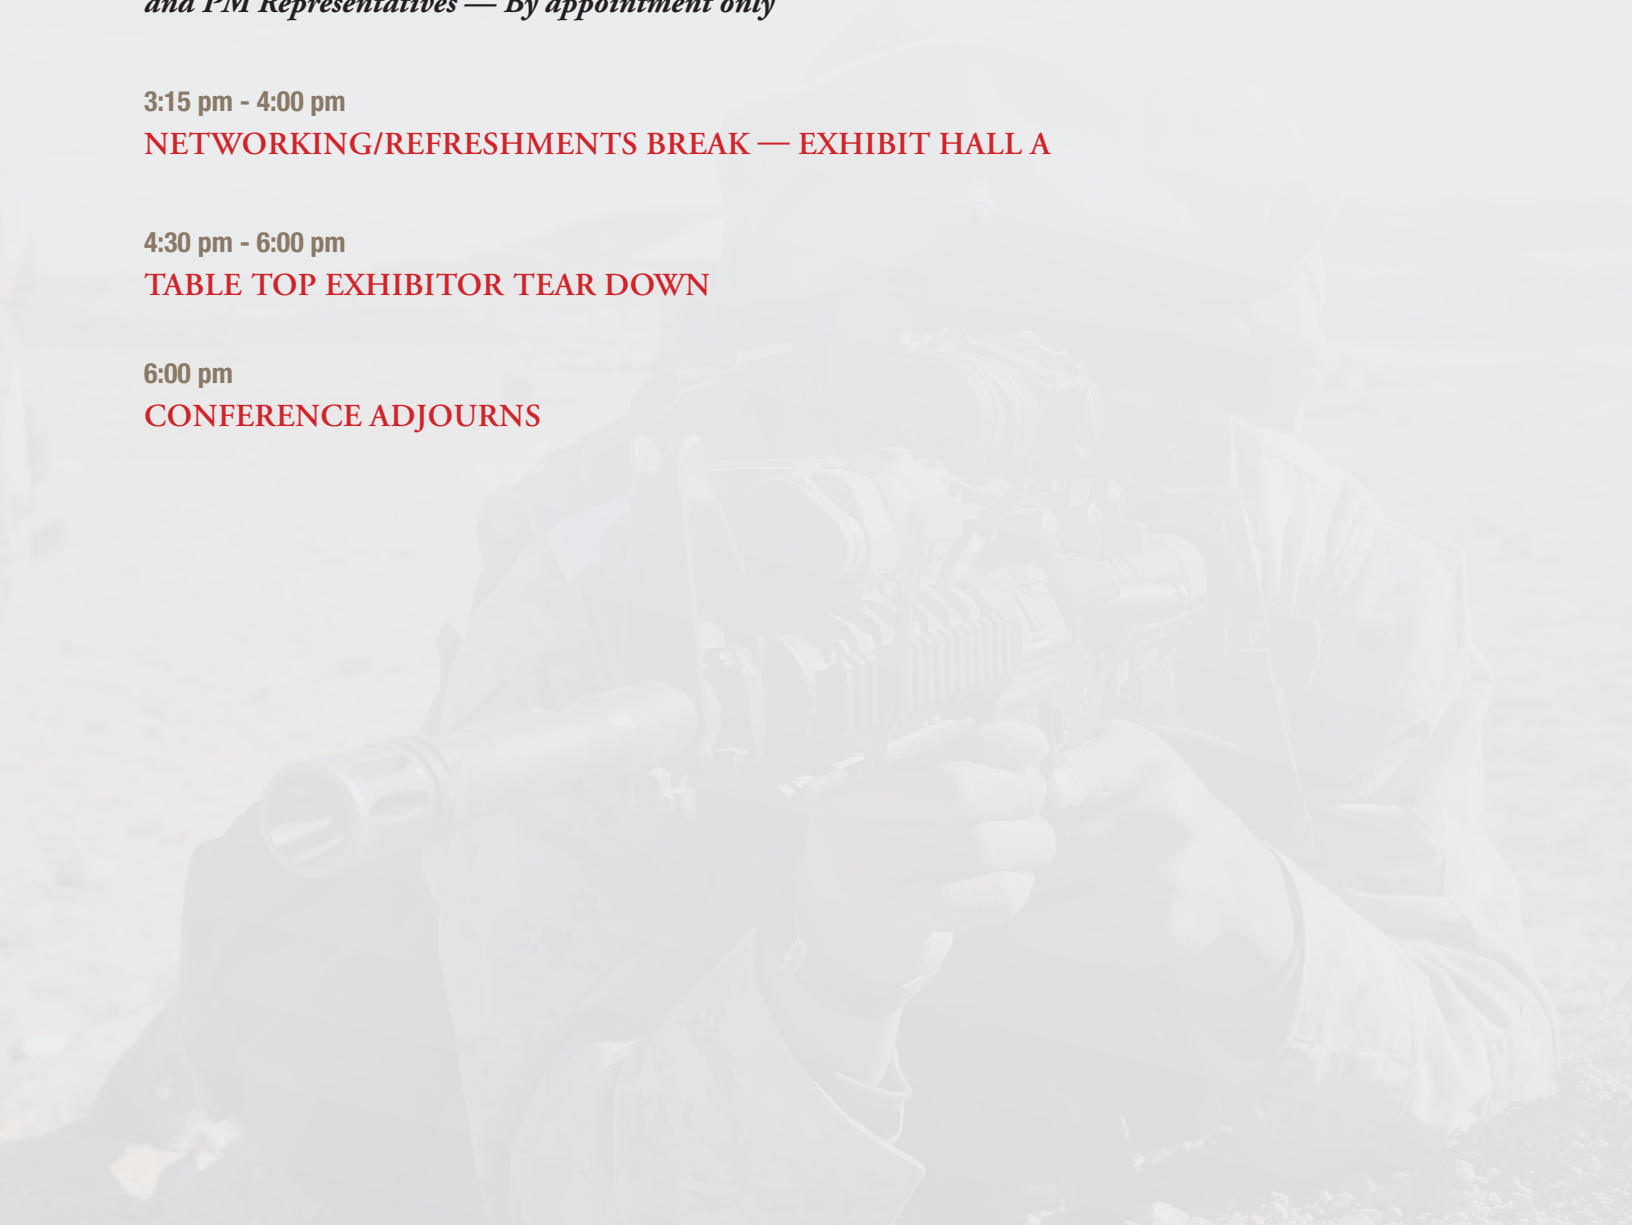 and PM Representatives — By appointment only
3:15 pm - 4:00 pm
NETWORKING/REFRESHMENTS BREAK — EXHIBIT HALL A
4:30 pm - 6:00 pm
TABLE TOP EXHIBITOR TEAR DOWN
6:00 pm
CONFERENCE ADJOURNS